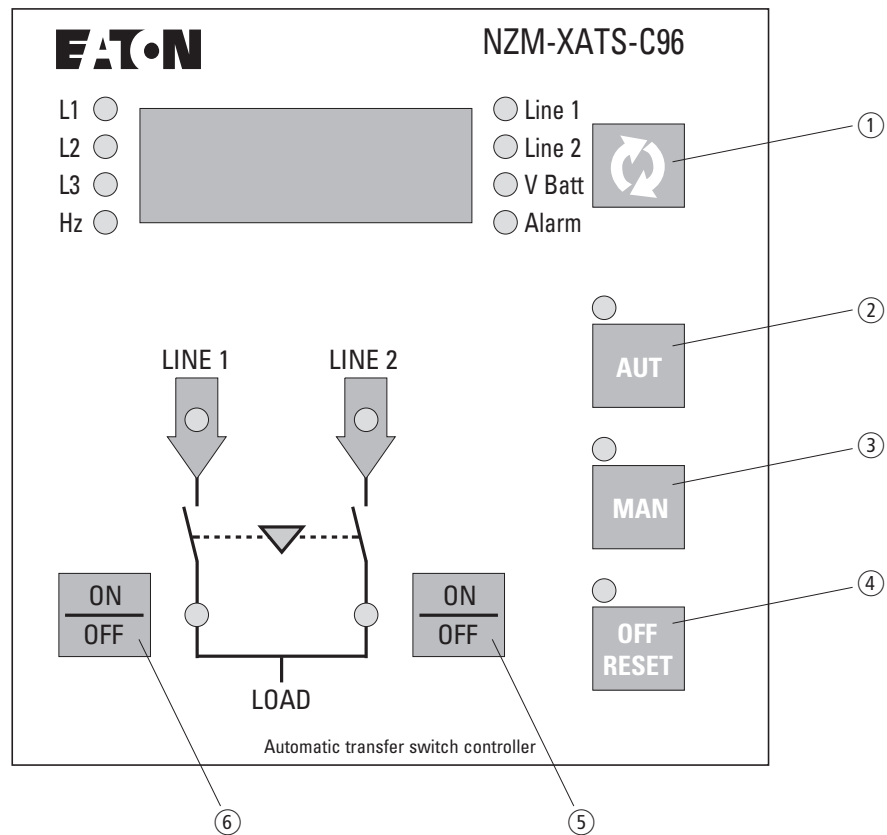 EATON
NZM-XATS-C96
L1
L2
L3
Hz
Line 1
Line 2
V Batt
Alarm
①
AUT
②
LINE 1
LINE 2
MAN
③
ON
OFF
ON
OFF
OFF
RESET
④
LOAD
Automatic transfer switch controller
⑥
⑤